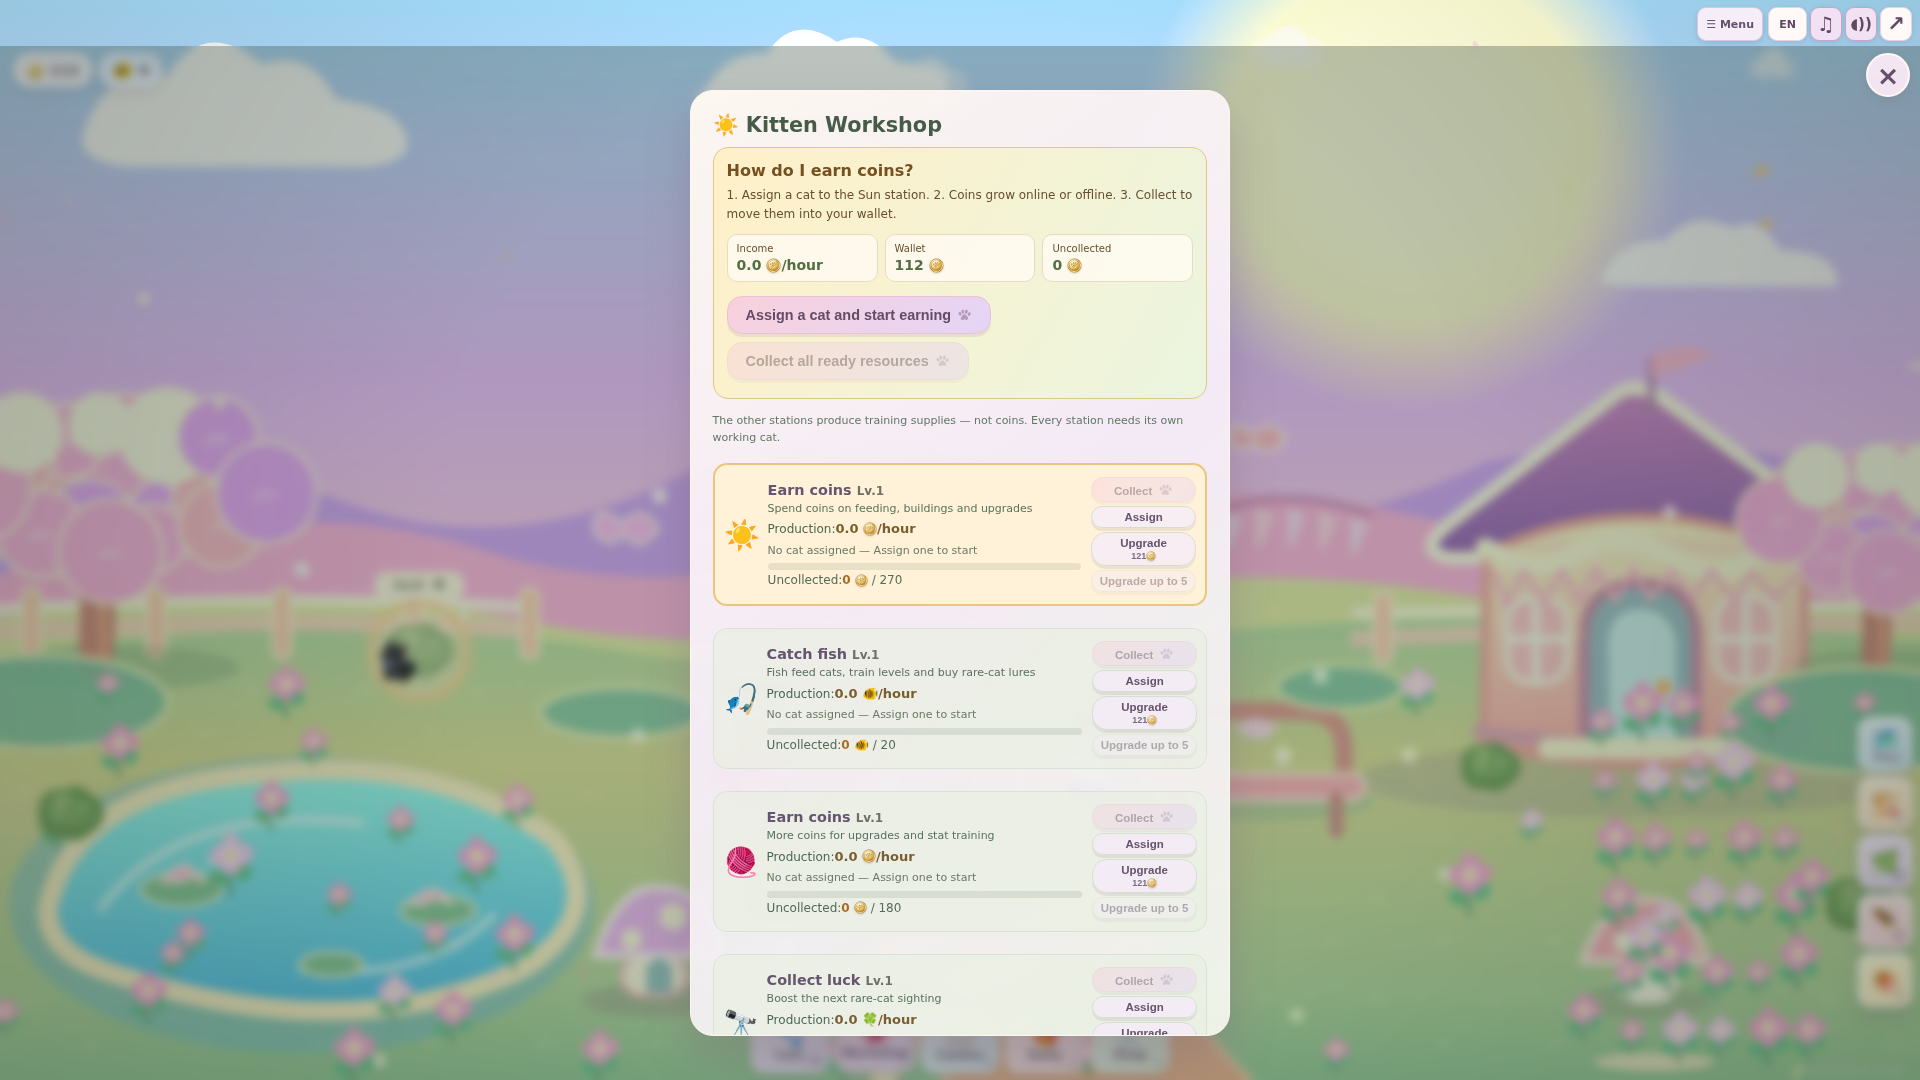 ☰ Menu
EN
☀️ Kitten Workshop
How do I earn coins?
1. Assign a cat to the Sun station. 2. Coins grow online or offline. 3. Collect to
move them into your wallet.
Income
0.0 /hour
Wallet
112
Uncollected
0
Assign a cat and start earning
Collect all ready resources
The other stations produce training supplies — not coins. Every station needs its own
working cat.
Earn coins Lv.1
Spend coins on feeding, buildings and upgrades
Production:0.0 /hour
No cat assigned — Assign one to start
Uncollected:0 / 270
Collect
Assign
Upgrade
121
Upgrade up to 5
Catch fish Lv.1
Fish feed cats, train levels and buy rare-cat lures
Production:0.0 /hour
No cat assigned — Assign one to start
Uncollected:0 / 20
Collect
Assign
Upgrade
121
Upgrade up to 5
Earn coins Lv.1
More coins for upgrades and stat training
Production:0.0 /hour
No cat assigned — Assign one to start
Uncollected:0 / 180
Collect
Assign
Upgrade
121
Upgrade up to 5
Collect luck Lv.1
Boost the next rare-cat sighting
Production:0.0 /hour
Collect
Assign
Upgrade